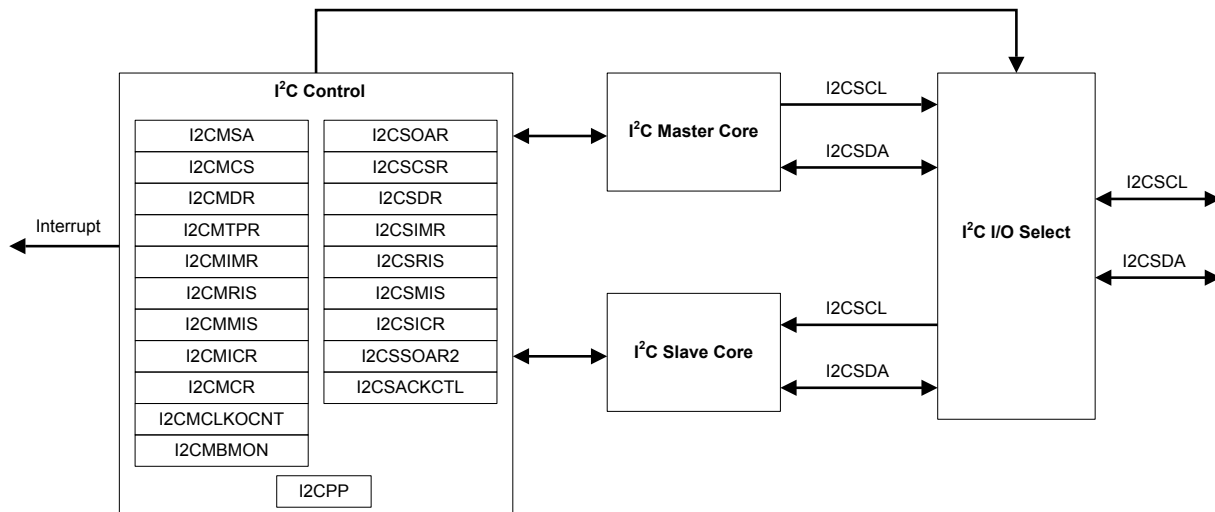 I²C Control
I2CMSA
I2CMCS
I2CMDR
I2CMTPR
I2CMIMR
I2CMRIS
I2CMMIS
I2CMICR
I2CMCR
I2CMCLKOCNT
I2CMBMON
I2CSOAR
I2CSCSR
I2CSDR
I2CSIMR
I2CSRIS
I2CSMIS
I2CSICR
I2CSSOAR2
I2CSACKCTL
I2CPP
Interrupt
I²C Master Core
I2CSCL
I2CSDA
I²C Slave Core
I2CSCL
I2CSDA
I²C I/O Select
I2CSCL
I2CSDA